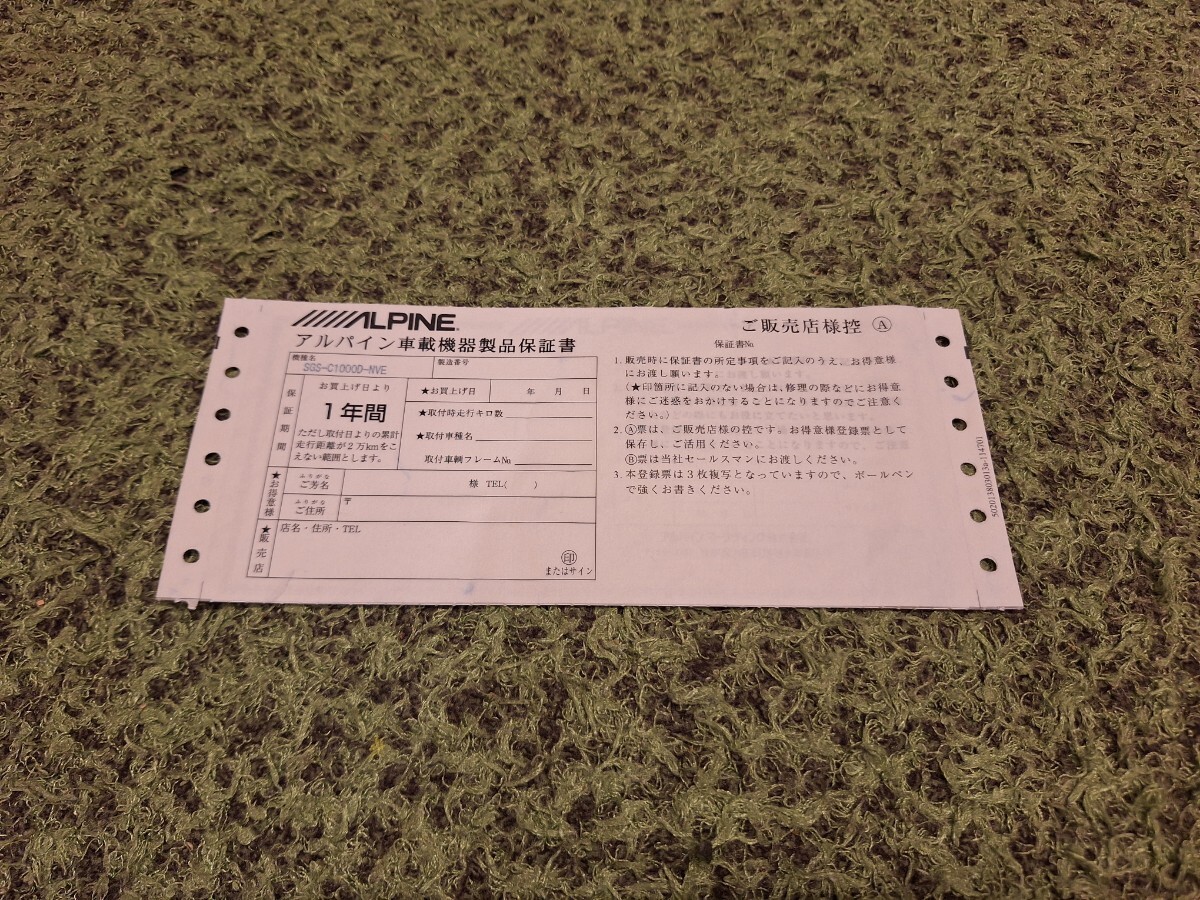 ALPINE
ご販売店様控 Ⓐ
アルパイン車載機器製品保証書
保証書№
機種名
SGS-C1000D-NVE
製造番号
保証期間
お買上げ日より
1年間
ただし取付日よりの累計
走行距離が2万kmをこ
えない範囲とします。
★お買上げ日 年 月 日
★取付時走行キロ数
★取付車種名
取付車輌フレーム№
★お得意様
ふりがな
ご芳名
様 TEL( )
ふりがな
ご住所
〒
★販売店
店名・住所・TEL
印
またはサイン
1. 販売時に保証書の所定事項をご記入のうえ、お得意様
にお渡し願います。
(★印箇所に記入のない場合は、修理の際などにお得意
様にご迷惑をおかけすることになりますのでご注意く
ださい。)
2. Ⓐ票は、ご販売店様の控です。お得意様登録票として
保存し、ご活用ください。
Ⓑ票は当社セールスマンにお渡しください。
3. 本登録票は3枚複写となっていますので、ボールペン
で強くお書きください。